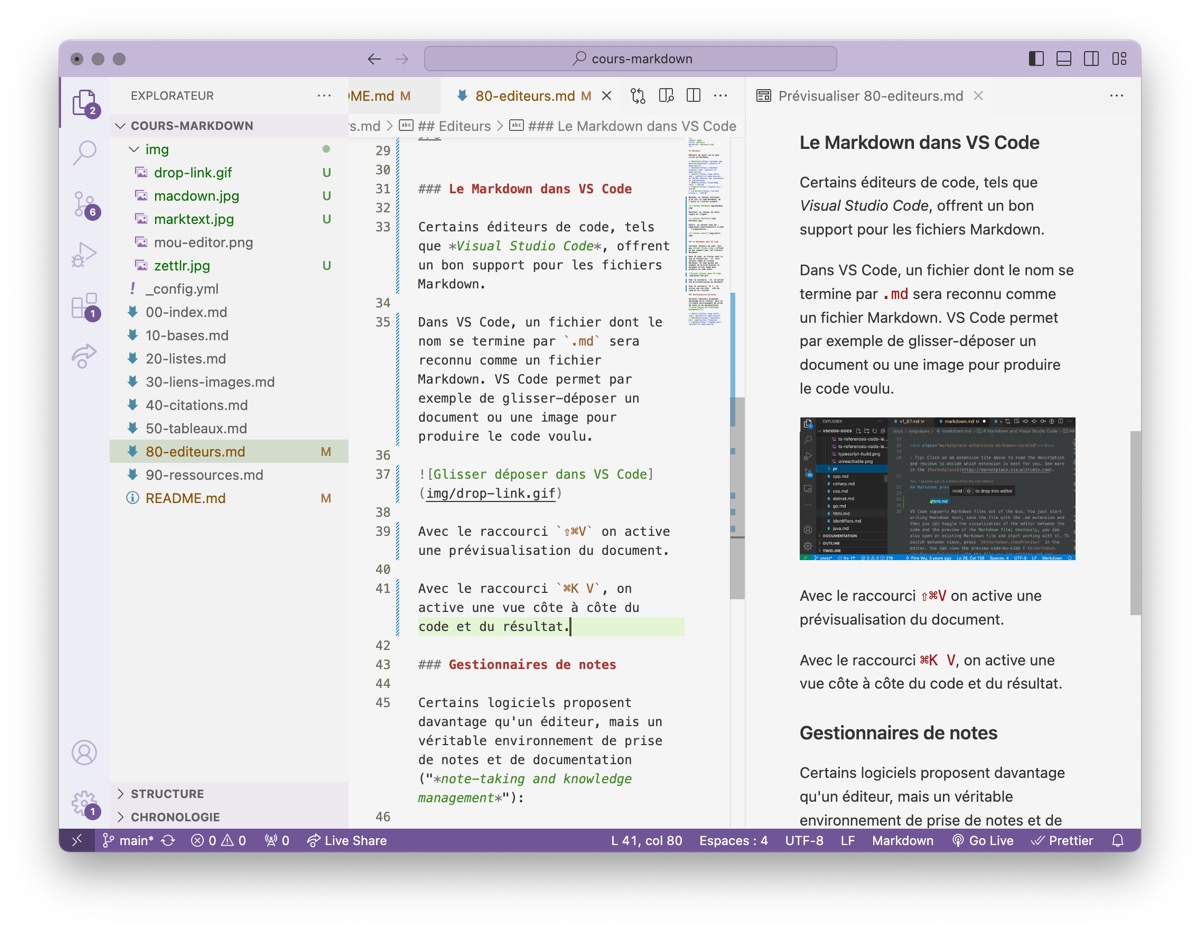 cours-markdown
EXPLORATEUR
COURS-MARKDOWN
img
drop-link.gif U
macdown.jpg U
marktext.jpg U
mou-editor.png
zettlr.jpg U
! _config.yml
00-index.md
10-bases.md
20-listes.md
30-liens-images.md
40-citations.md
50-tableaux.md
80-editeurs.md M
90-ressources.md
README.md M
STRUCTURE
CHRONOLOGIE
2
6
1
1
OME.md M
80-editeurs.md M
rs.md > ## Editeurs > ### Le Markdown dans VS Code
29
30
31 ### Le Markdown dans VS Code
32
33 Certains éditeurs de code, tels
que *Visual Studio Code*, offrent
un bon support pour les fichiers
Markdown.
34
35 Dans VS Code, un fichier dont le
nom se termine par `.md` sera
reconnu comme un fichier
Markdown. VS Code permet par
exemple de glisser-déposer un
document ou une image pour
produire le code voulu.
36
37 ![Glisser déposer dans VS Code]
(img/drop-link.gif)
38
39 Avec le raccourci `⇧⌘V` on active
une prévisualisation du document.
40
41 Avec le raccourci `⌘K V`, on
active une vue côte à côte du
code et du résultat.
42
43 ### Gestionnaires de notes
44
45 Certains logiciels proposent
davantage qu'un éditeur, mais un
véritable environnement de prise
de notes et de documentation
("*note-taking and knowledge
management*"):
46
Prévisualiser 80-editeurs.md
Le Markdown dans VS Code
Certains éditeurs de code, tels que
Visual Studio Code, offrent un bon
support pour les fichiers Markdown.
Dans VS Code, un fichier dont le nom se
termine par .md sera reconnu comme
un fichier Markdown. VS Code permet
par exemple de glisser-déposer un
document ou une image pour produire
le code voulu.
Avec le raccourci ⇧⌘V on active une
prévisualisation du document.
Avec le raccourci ⌘K V, on active une
vue côte à côte du code et du résultat.
Gestionnaires de notes
Certains logiciels proposent davantage
qu'un éditeur, mais un véritable
environnement de prise de notes et de
main* 0 0 0 Live Share
L 41, col 80 Espaces : 4 UTF-8 LF Markdown Go Live Prettier